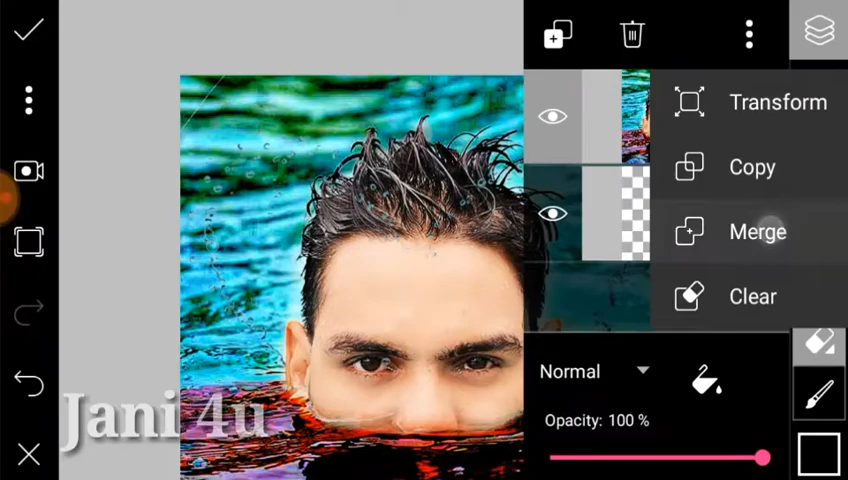 Transform
Copy
Merge
Clear
Normal
Opacity: 100 %
Jani 4u